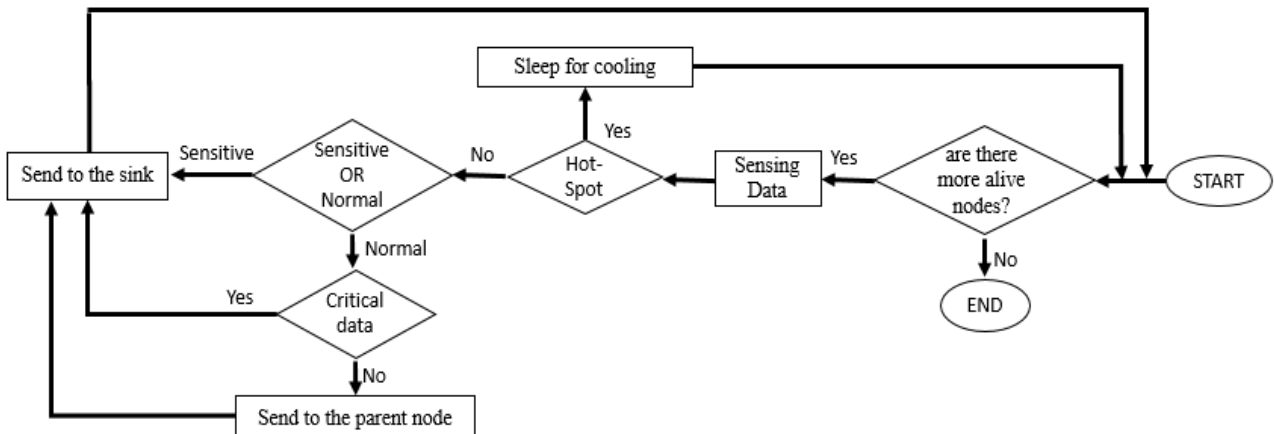 Sleep for cooling
Yes
Sensitive
Send to the sink
Sensitive
OR
Normal
No
Hot-
Spot
Sensing
Data
Yes
are there
more alive
nodes?
START
Normal
No
END
Yes
Critical
data
No
Send to the parent node